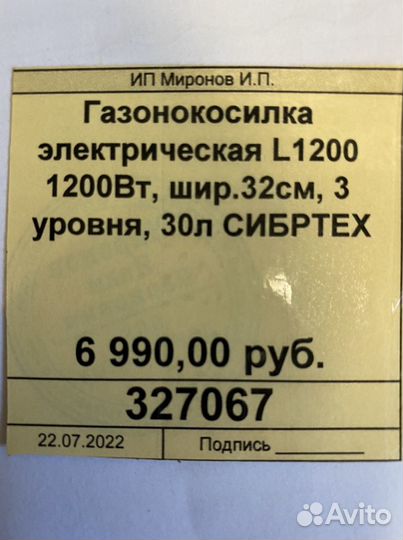 ИП Миронов И.П.
Газонокосилка
электрическая L1200
1200Вт, шир.32см, 3
уровня, 30л СИБРТЕХ
6 990,00 руб.
327067
22.07.2022 Подпись ________
Avito